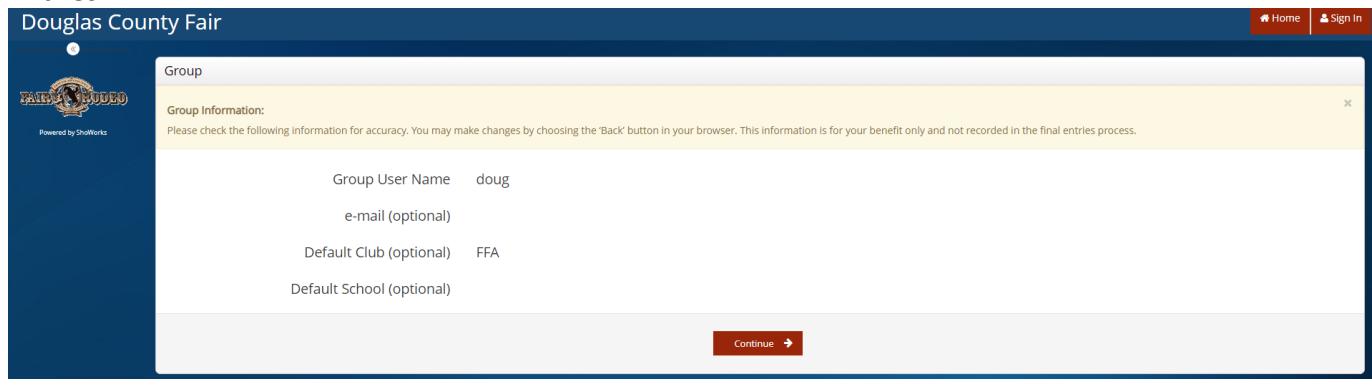 Douglas County Fair
Home
Sign In
FAIR & RODEO
Powered by ShoWorks
Group
Group Information:
Please check the following information for accuracy. You may make changes by choosing the 'Back' button in your browser. This information is for your benefit only and not recorded in the final entries process.
Group User Name doug
e-mail (optional)
Default Club (optional) FFA
Default School (optional)
Continue